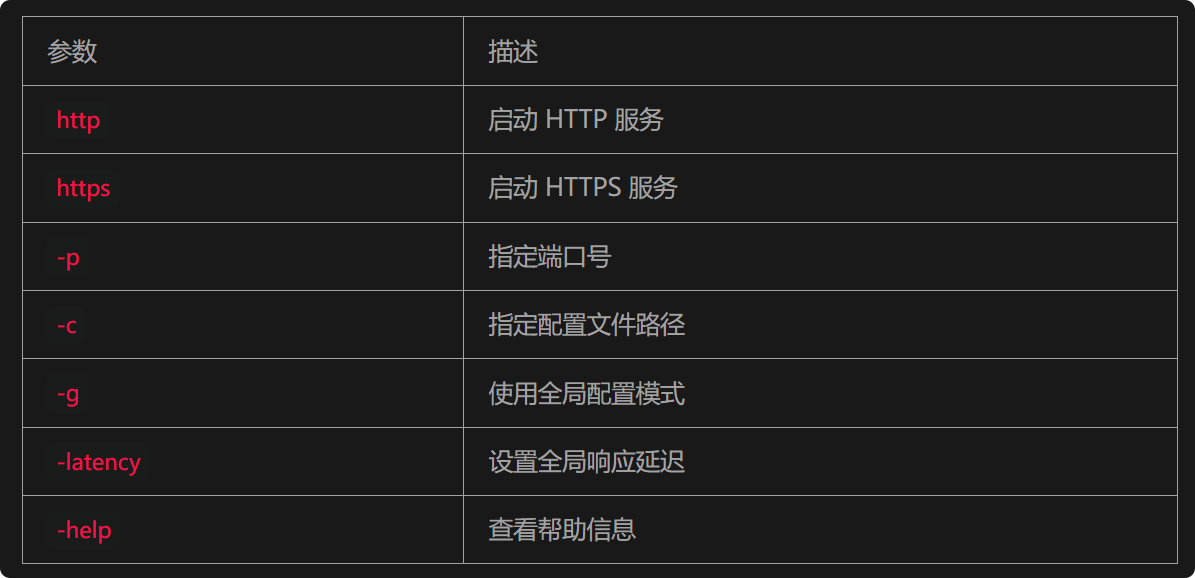 参数 描述
http 启动 HTTP 服务
https 启动 HTTPS 服务
-p 指定端口号
-c 指定配置文件路径
-g 使用全局配置模式
-latency 设置全局响应延迟
-help 查看帮助信息